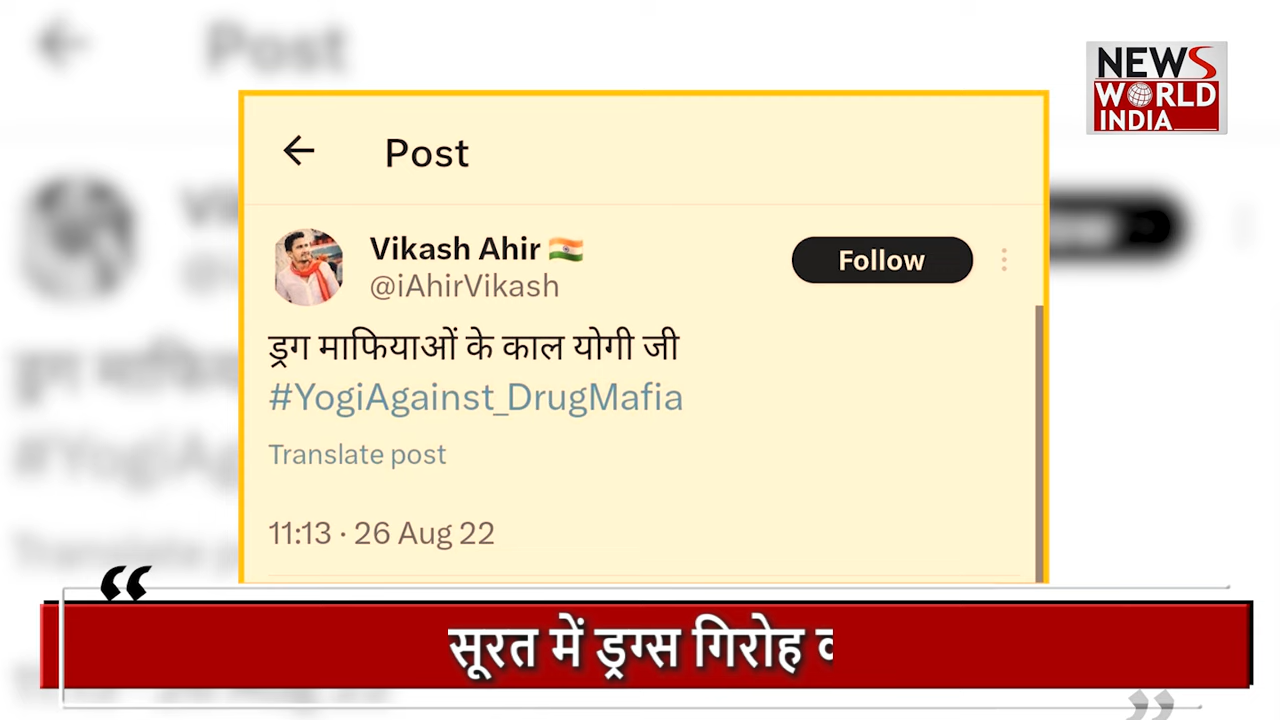 Post
NEWS
WORLD
INDIA
Vikash Ahir 🇮🇳
@iAhirVikash
Follow
ड्रग माफियाओं के काल योगी जी
#YogiAgainst_DrugMafia
Translate post
11:13 · 26 Aug 22
सूरत में ड्रग्स गिरोह